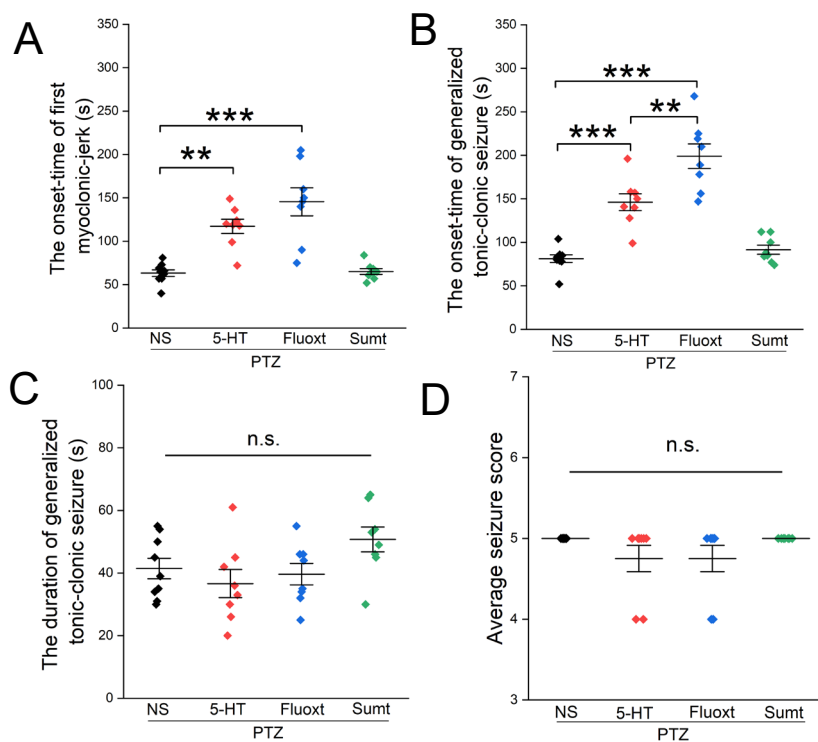 A
The onset-time of first
myoclonic-jerk (s)
350
300
250
200
150
100
50
0
***
**
NS 5-HT Fluoxt Sumt
PTZ
B
The onset-time of generalized
tonic-clonic seizure (s)
350
300
250
200
150
100
50
0
***
**
***
NS 5-HT Fluoxt Sumt
PTZ
C
The duration of generalized
tonic-clonic seizure (s)
100
80
60
40
20
0
n.s.
NS 5-HT Fluoxt Sumt
PTZ
D
Average seizure score
7
6
5
4
3
n.s.
NS 5-HT Fluoxt Sumt
PTZ